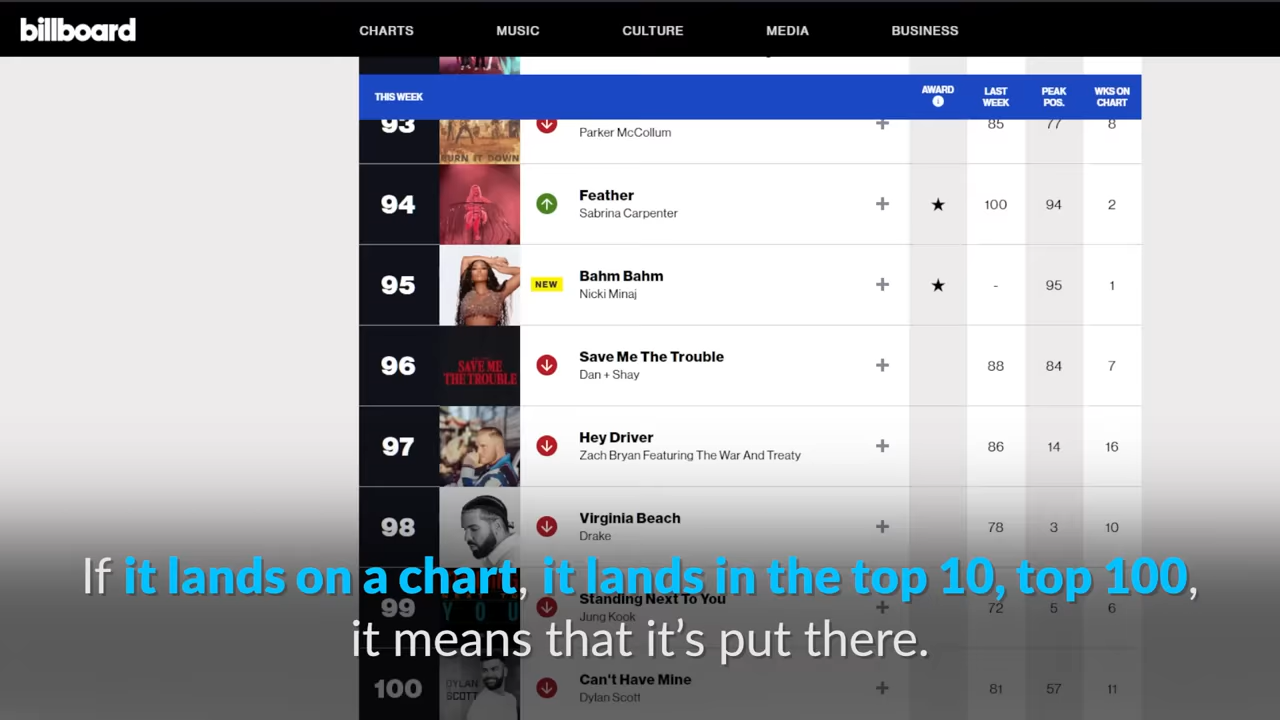 billboard
CHARTS MUSIC CULTURE MEDIA BUSINESS
THIS WEEK AWARD LAST WEEK PEAK POS. WKS ON CHART
93 Parker McCollum 85 77 8
BURN IT DOWN
94 Feather 100 94 2
Sabrina Carpenter
95 NEW Bahm Bahm - 95 1
Nicki Minaj
96 SAVE ME THE TROUBLE Save Me The Trouble 88 84 7
Dan + Shay
97 Hey Driver 86 14 16
Zach Bryan Featuring The War And Treaty
98 Virginia Beach 78 3 10
Drake
If it lands on a chart, it lands in the top 10, top 100,
99 YOU Standing Next To You 72 5 6
Jung Kook
it means that it's put there.
100 DYLAN SCOTT Can't Have Mine 81 57 11
Dylan Scott